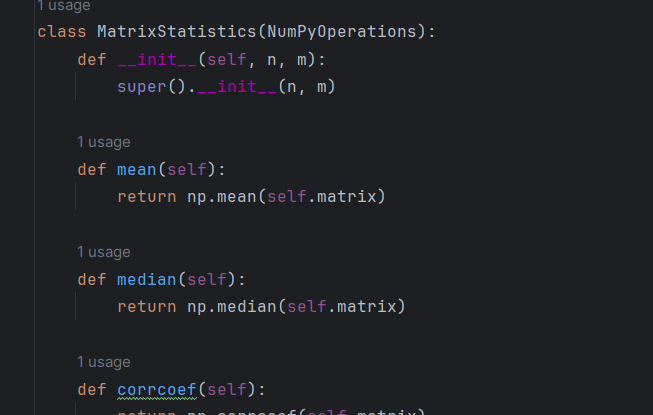 1 usage
class MatrixStatistics(NumPyOperations):
def __init__(self, n, m):
super().__init__(n, m)
1 usage
def mean(self):
return np.mean(self.matrix)
1 usage
def median(self):
return np.median(self.matrix)
1 usage
def corrcoef(self):
return np.corrcoef(self.matrix)